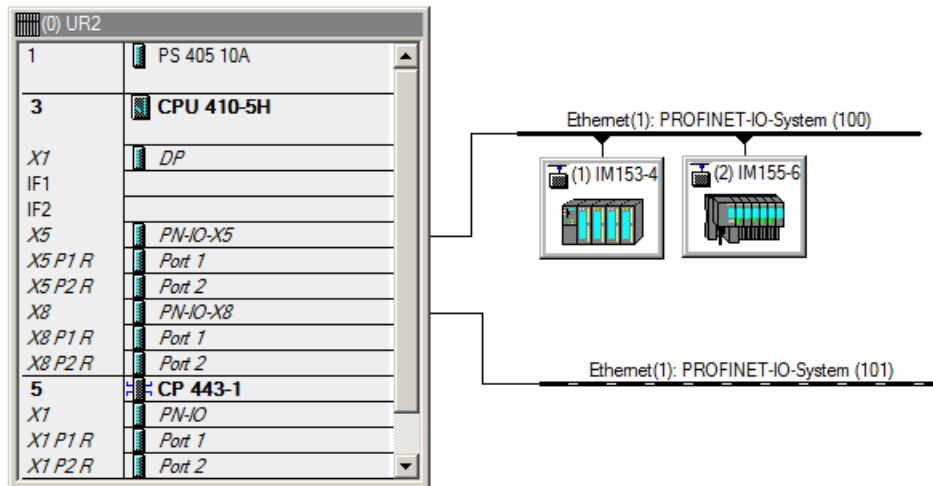 (0) UR2
1 PS 405 10A
3 CPU 410-5H
X1 DP
IF1
IF2
X5 PN-IO-X5
X5 P1 R Port 1
X5 P2 R Port 2
X8 PN-IO-X8
X8 P1 R Port 1
X8 P2 R Port 2
5 CP 443-1
X1 PN-IO
X1 P1 R Port 1
X1 P2 R Port 2
Ethernet(1): PROFINET-IO-System (100)
(1) IM153-4
(2) IM155-6
Ethernet(1): PROFINET-IO-System (101)